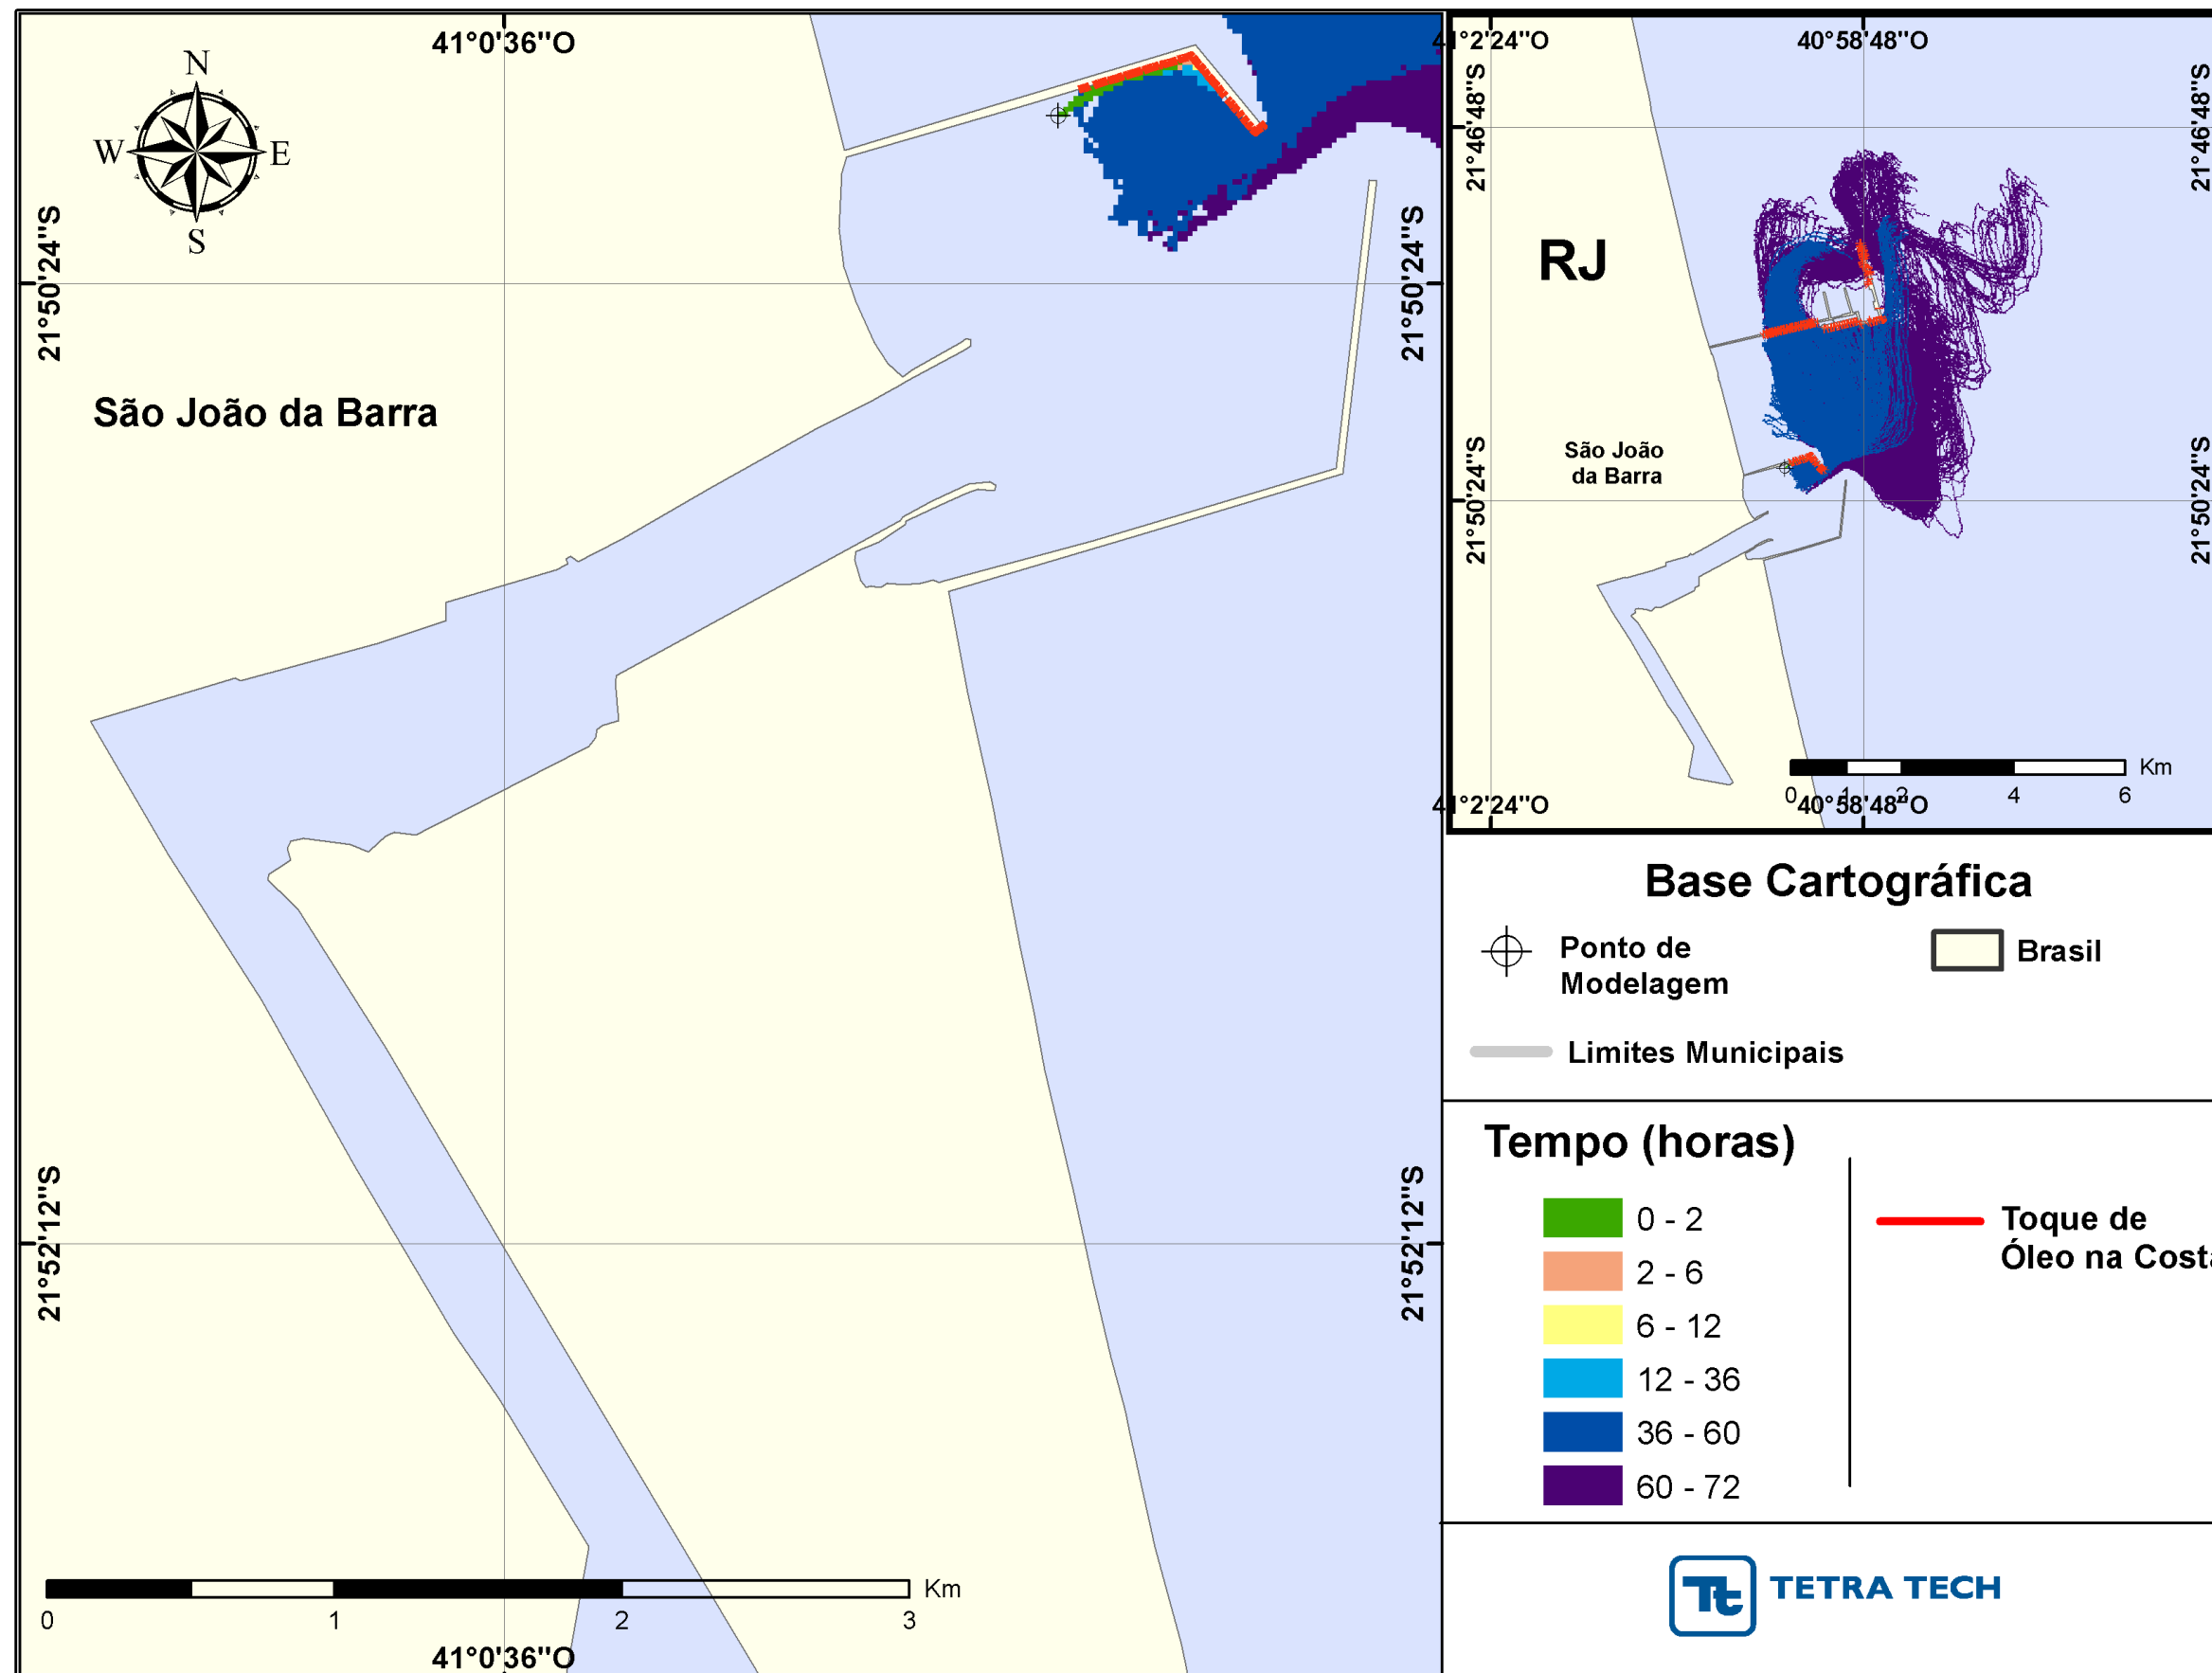 41°0'36"O
N
W
E
S
21°50'24"S
21°50'24"S
São João da Barra
21°52'12"S
21°52'12"S
0
1
2
3
Km
41°0'36"O
41°2'24"O
40°58'48"O
21°46'48"S
21°46'48"S
RJ
São João
da Barra
21°50'24"S
21°50'24"S
Km
0
1
2
4
6
41°2'24"O
40°58'48"O
Base Cartográfica
Ponto de
Modelagem
Brasil
Limites Municipais
Tempo (horas)
0 - 2
2 - 6
6 - 12
12 - 36
36 - 60
60 - 72
Toque de
Óleo na Costa
Tt
TETRA TECH